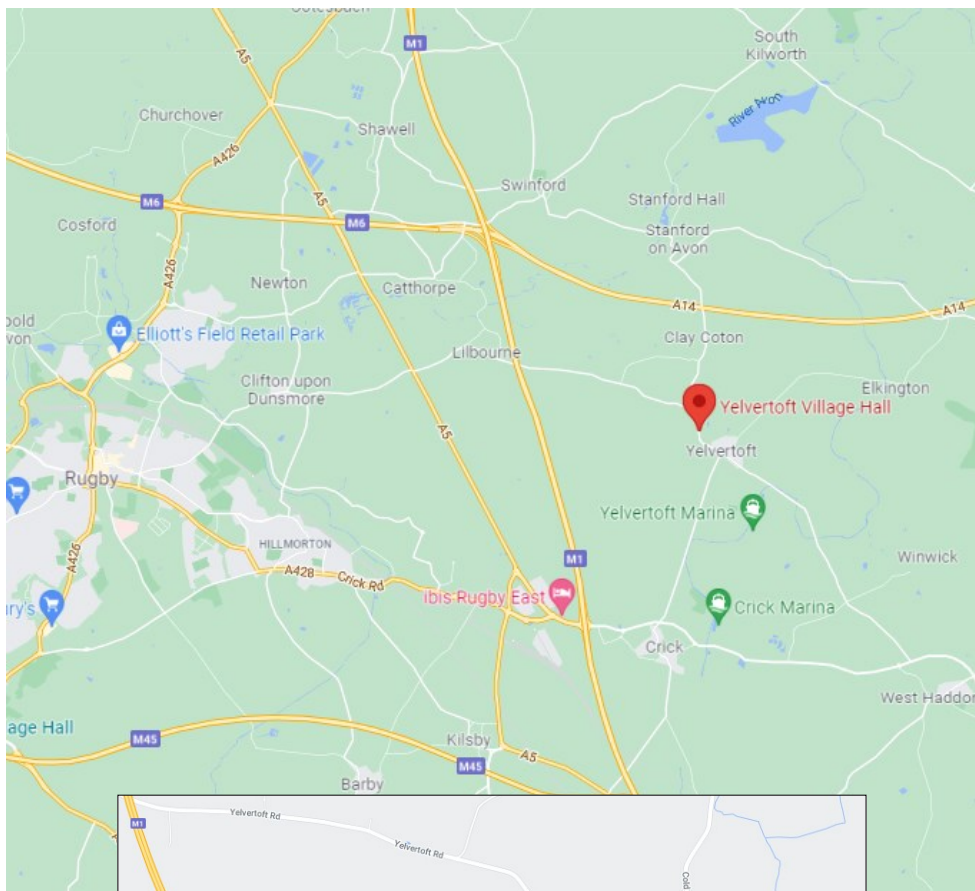 M1
A5
South
Kilworth
River Avon
Churchover
Shawell
A426
Swinford
Stanford Hall
M6
M6
Stanford
on Avon
Cosford
A426
Newton
Catthorpe
A14
A14
Elliott's Field Retail Park
Clay Coton
Lilbourne
Clifton upon
Dunsmore
Elkington
Yelvertoft Village Hall
A5
Yelvertoft
Rugby
Yelvertoft Marina
HILLMORTON
A426
M1
Winwick
A428
Crick Rd
ibis Rugby East
Crick Marina
Crick
West Haddon
age Hall
M45
Kilsby
A5
M45
Barby
M1
Yelvertoft Rd
Yelvertoft Rd
Cold